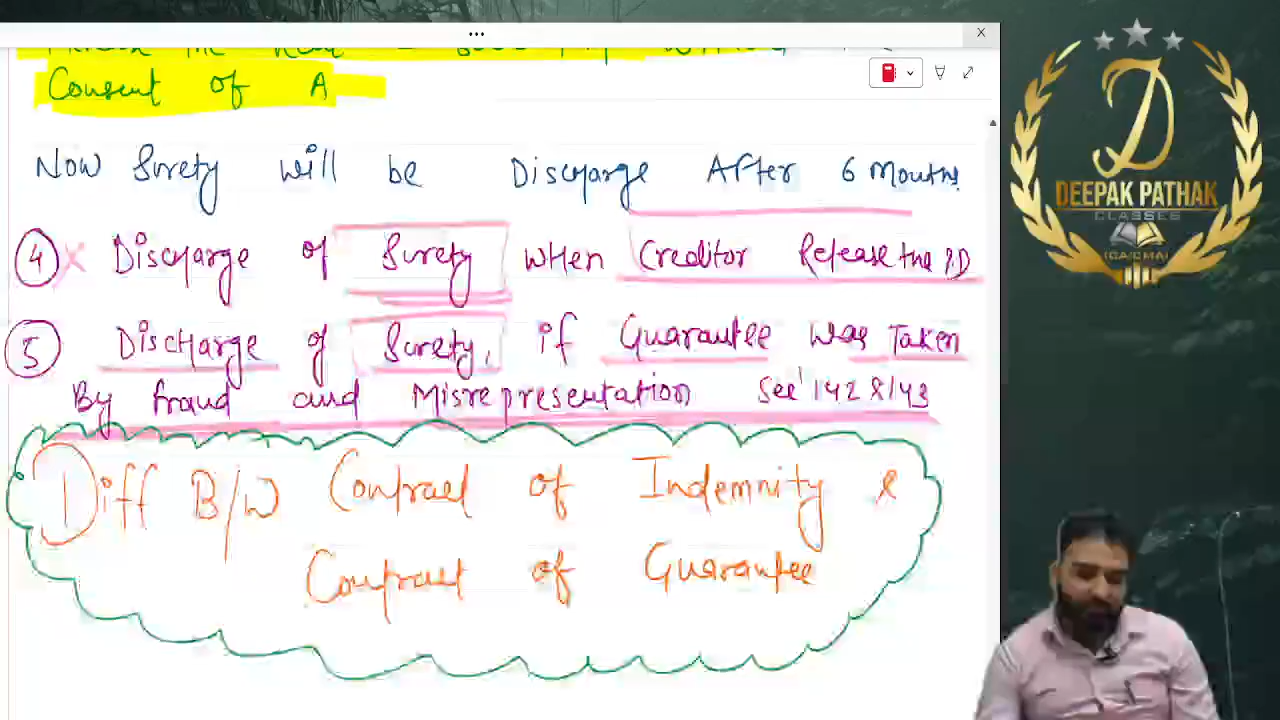 Consent of A
Now Surety will be Discharge After 6 Months.
④ Discharge of Surety when Creditor Release the PD
⑤ Discharge of Surety, if Guarantee was Taken
By fraud and Misrepresentation Sec' 142 & 143
Diff B/W Contract of Indemnity &
Contract of Guarantee
D
DEEPAK PATHAK
CLASSES
(CA/CMA)